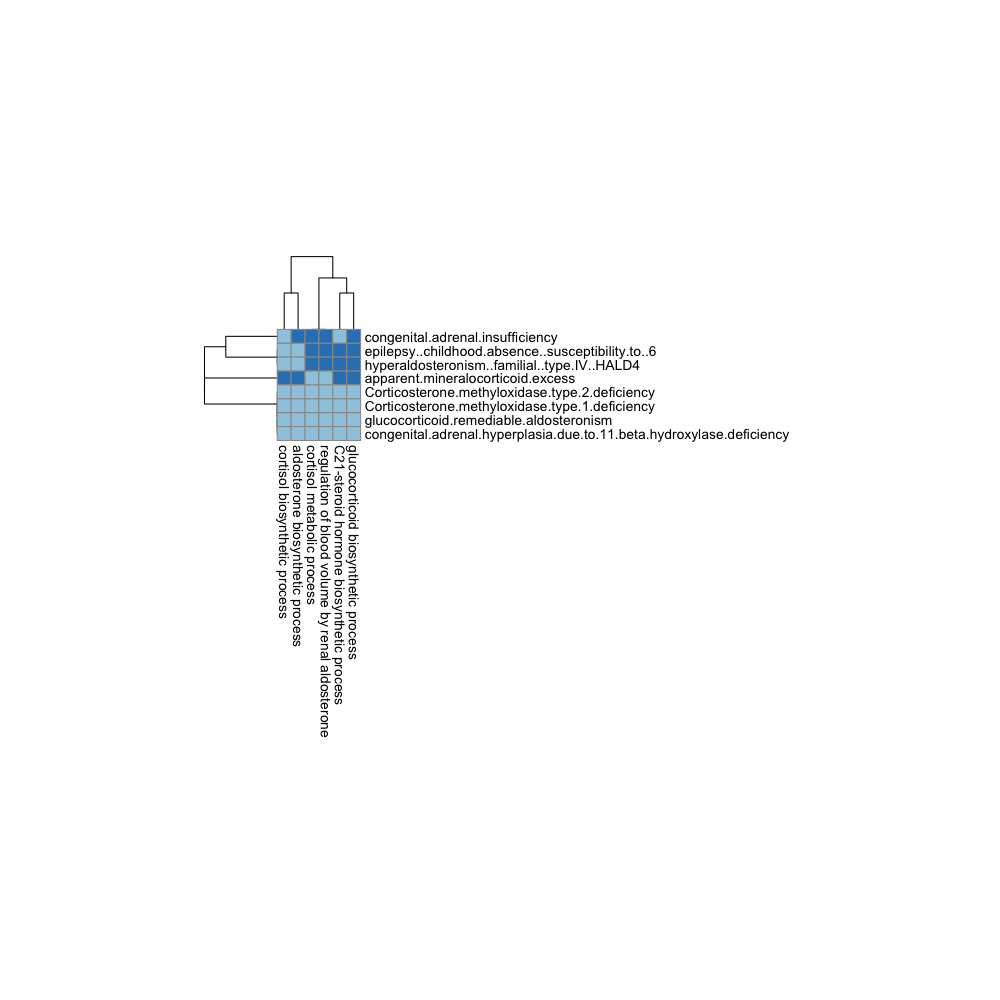 congenital.adrenal.insufficiency
epilepsy..childhood.absence..susceptibility.to..6
hyperaldosteronism..familial..type.IV..HALD4
apparent.mineralocorticoid.excess
Corticosterone.methyloxidase.type.2.deficiency
Corticosterone.methyloxidase.type.1.deficiency
glucocorticoid.remediable.aldosteronism
congenital.adrenal.hyperplasia.due.to.11.beta.hydroxylase.deficiency
cortisol biosynthetic process
aldosterone biosynthetic process
cortisol metabolic process
regulation of blood volume by renal aldosterone
C21-steroid hormone biosynthetic process
glucocorticoid biosynthetic process